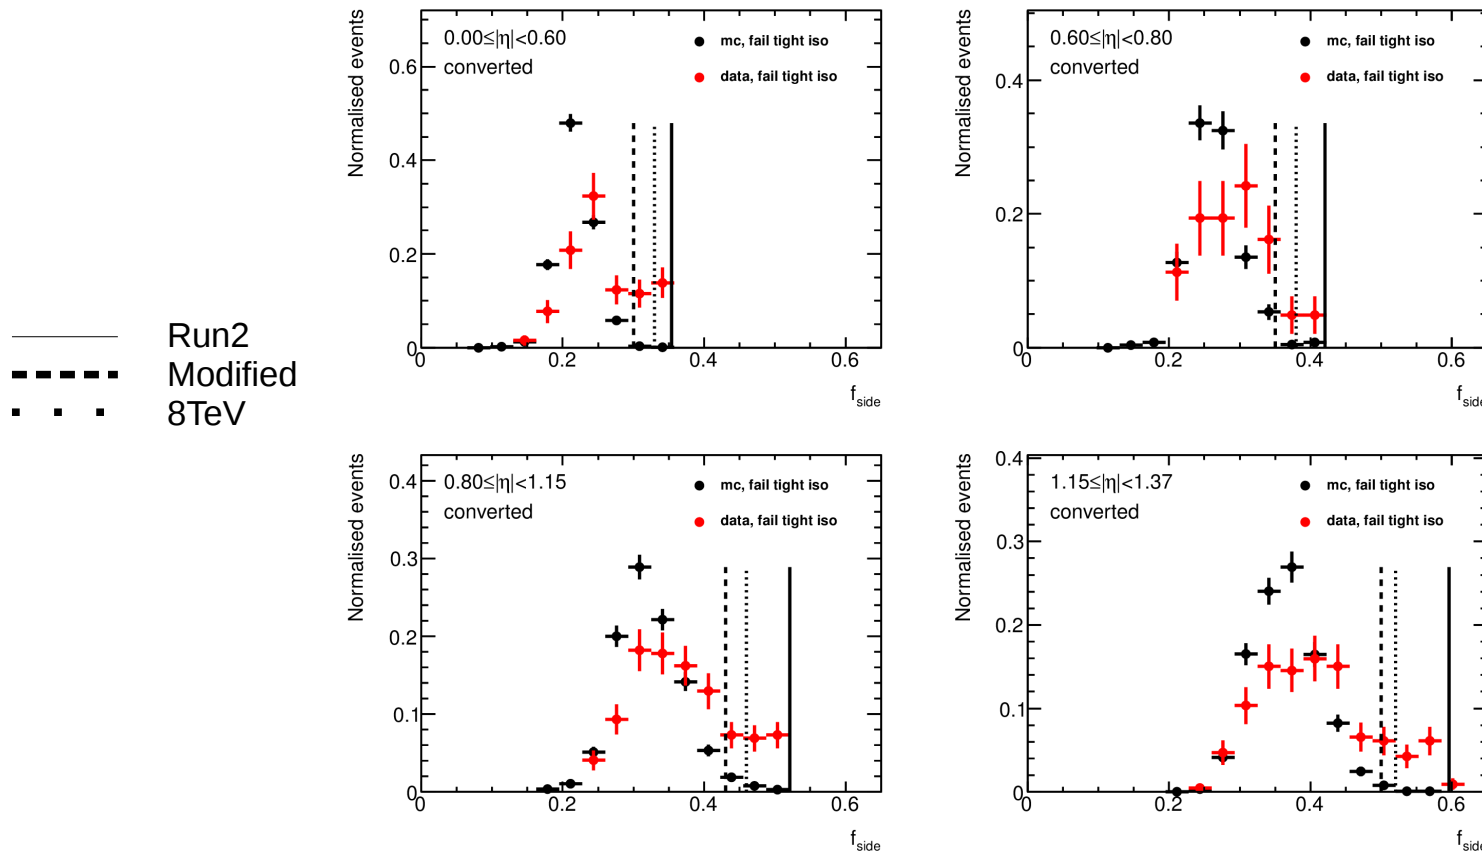 Run2
Modified
8TeV
Normalised events
0.00≤|η|<0.60
converted
mc, fail tight iso
data, fail tight iso
0.6
0.4
0.2
0
0 0.2 0.4 0.6
f_side
Normalised events
0.60≤|η|<0.80
converted
mc, fail tight iso
data, fail tight iso
0.4
0.2
0
0 0.2 0.4 0.6
f_side
Normalised events
0.80≤|η|<1.15
converted
mc, fail tight iso
data, fail tight iso
0.4
0.3
0.2
0.1
0
0 0.2 0.4 0.6
f_side
Normalised events
1.15≤|η|<1.37
converted
mc, fail tight iso
data, fail tight iso
0.4
0.3
0.2
0.1
0
0 0.2 0.4 0.6
f_side